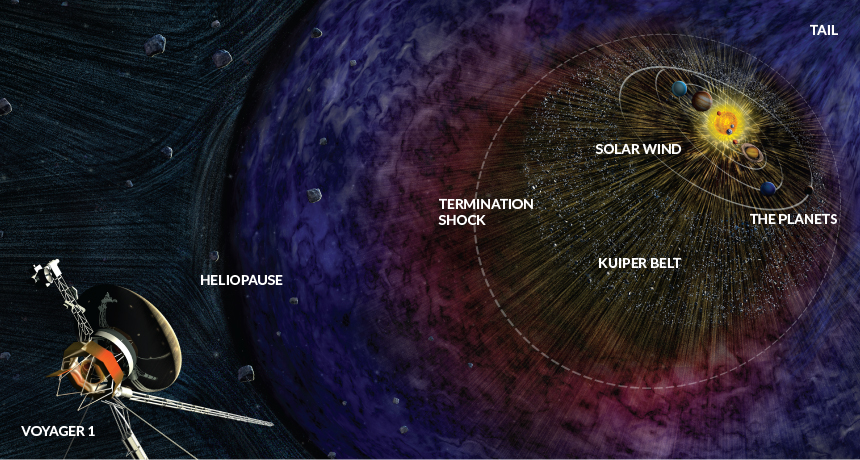 TAIL
SOLAR WIND
TERMINATION
SHOCK
THE PLANETS
KUIPER BELT
HELIOPAUSE
VOYAGER 1